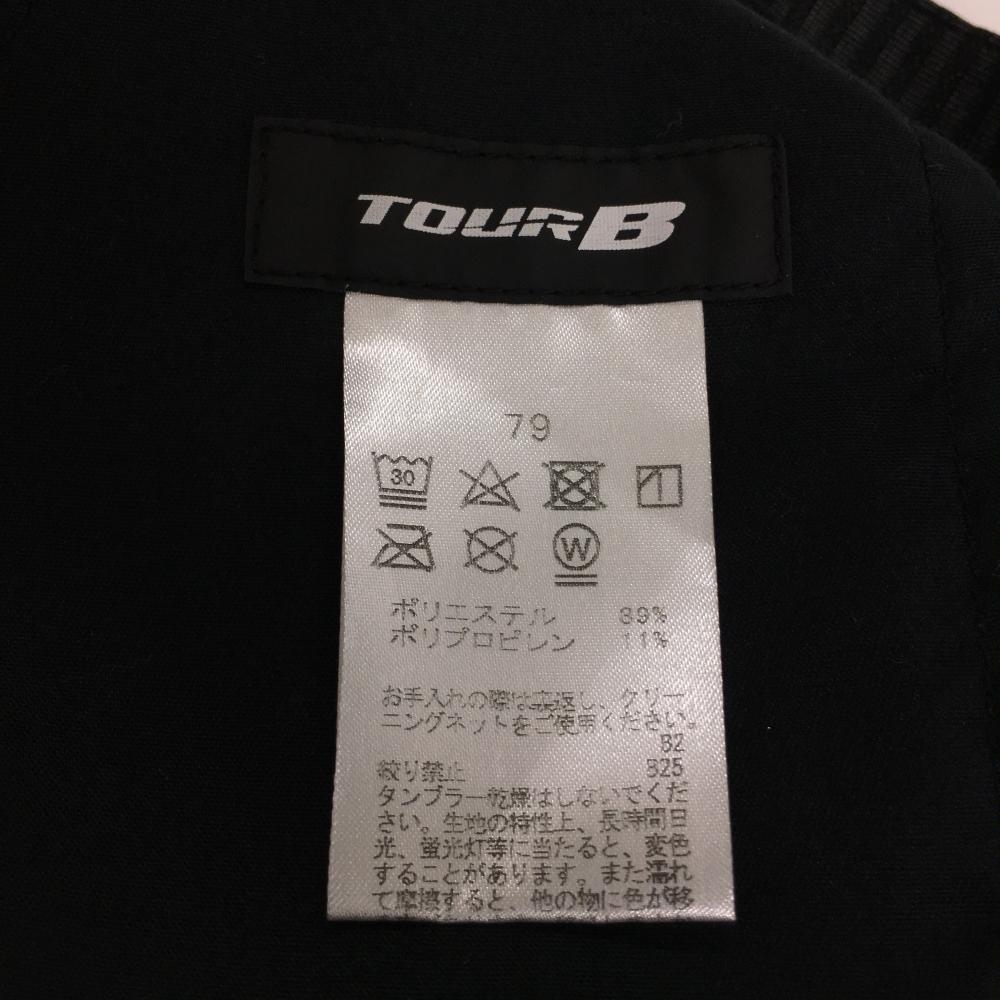 TOUR B
79
30
W
ポリエステル 89%
ポリプロピレン 11%
お手入れの際は裏返し、クリー
ニングネットをご使用ください。
B2
絞り禁止 B25
タンブラー乾燥はしないでくだ
さい。生地の特性上、長時間日
光、蛍光灯等に当たると、変色
することがあります。また濡れ
て摩擦すると、他の物に色が移